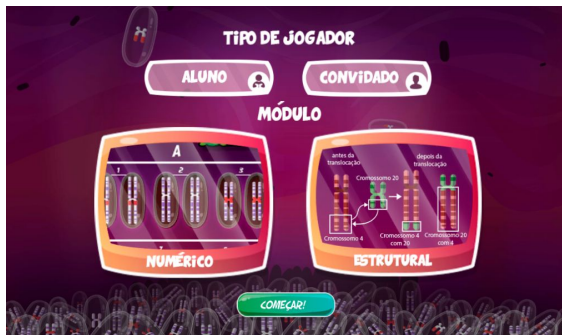 TIPO DE JOGADOR
ALUNO
CONVIDADO
MÓDULO
A
1 2 3
NUMÉRICO
antes da
translocação
depois da
translocação
Cromossomo 20
Cromossomo 4
Cromossomo 4
com 20
Cromossomo 20
com 4
ESTRUTURAL
COMEÇAR!